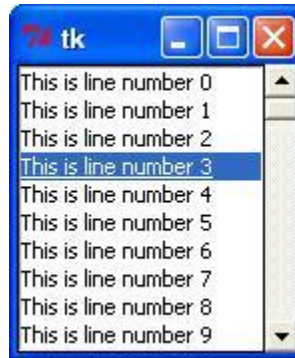 tk
This is line number 0
This is line number 1
This is line number 2
This is line number 3
This is line number 4
This is line number 5
This is line number 6
This is line number 7
This is line number 8
This is line number 9